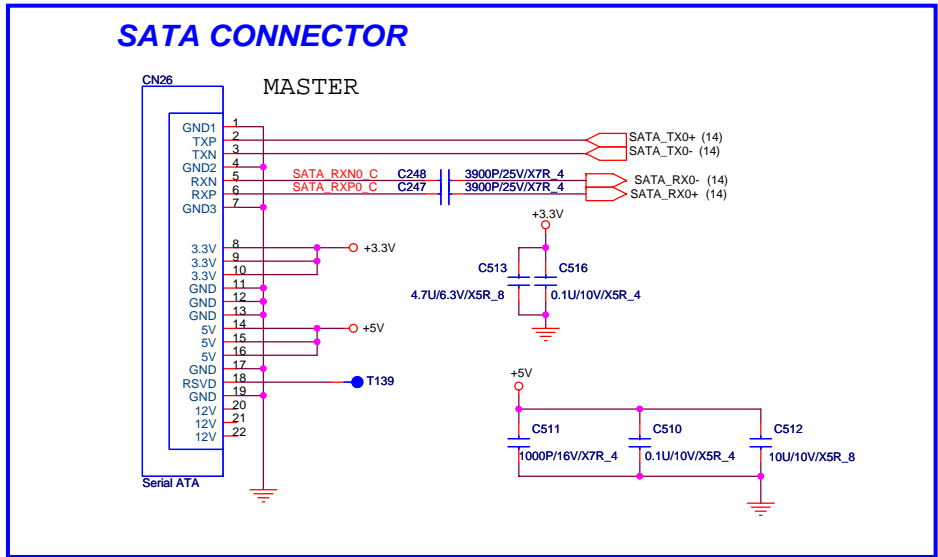 SATA CONNECTOR
CN26
MASTER
GND1 1
TXP 2 SATA_TX0+ (14)
TXN 3 SATA_TX0- (14)
GND2 4
RXN 5 SATA_RXN0_C C248 3900P/25V/X7R_4 SATA_RX0- (14)
RXP 6 SATA_RXP0_C C247 3900P/25V/X7R_4 SATA_RX0+ (14)
GND3 7
+3.3V
3.3V 8 +3.3V
3.3V 9
3.3V 10
C513 C516
GND 11
4.7U/6.3V/X5R_8 0.1U/10V/X5R_4
GND 12
GND 13
5V 14 +5V
5V 15
5V 16
GND 17
+5V
RSVD 18 T139
GND 19
12V 20
12V 21
C511 C510 C512
12V 22
1000P/16V/X7R_4 0.1U/10V/X5R_4 10U/10V/X5R_8
Serial ATA